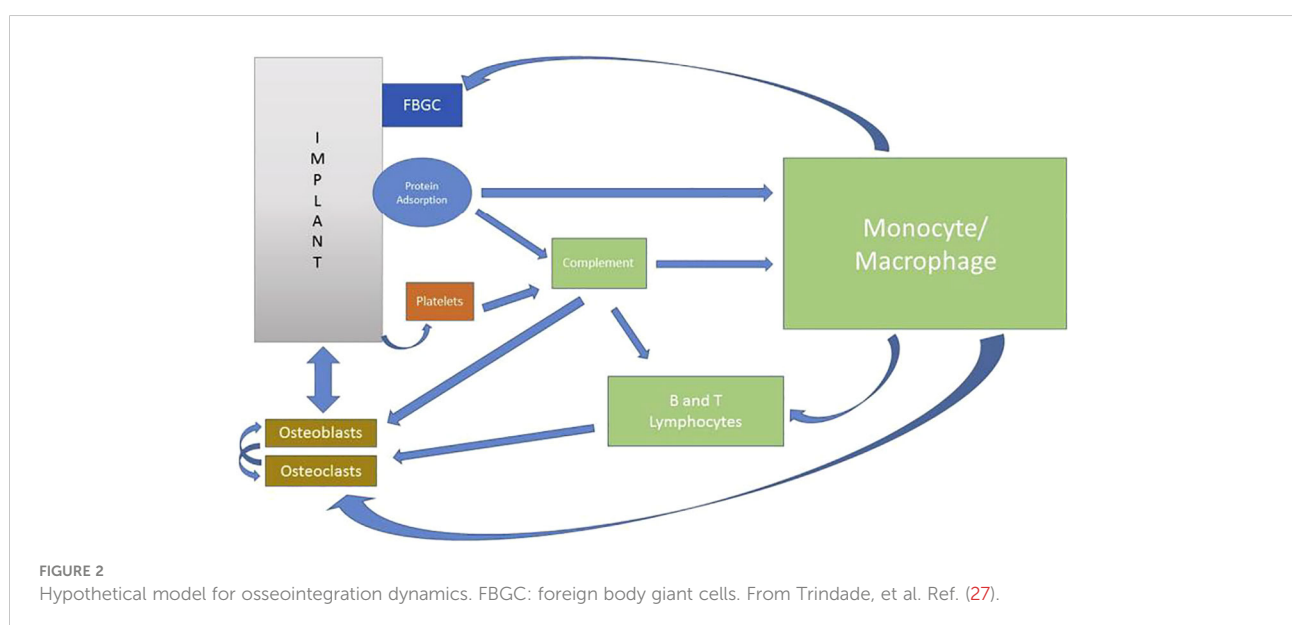 FBGC
IMPLANT
Protein
Adsorption
Monocyte/
Macrophage
Complement
Platelets
B and T
Lymphocytes
Osteoblasts
Osteoclasts
FIGURE 2
Hypothetical model for osseointegration dynamics. FBGC: foreign body giant cells. From Trindade, et al. Ref. (27).